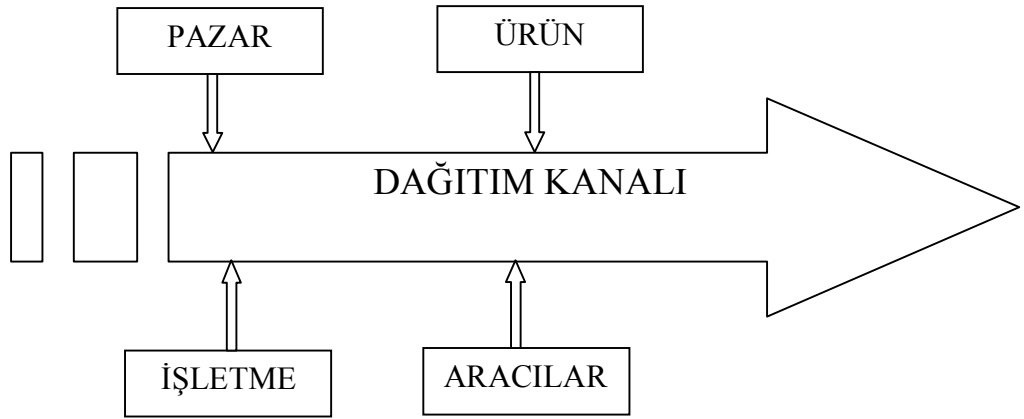 PAZAR
ÜRÜN
DAĞITIM KANALI
İŞLETME
ARACILAR